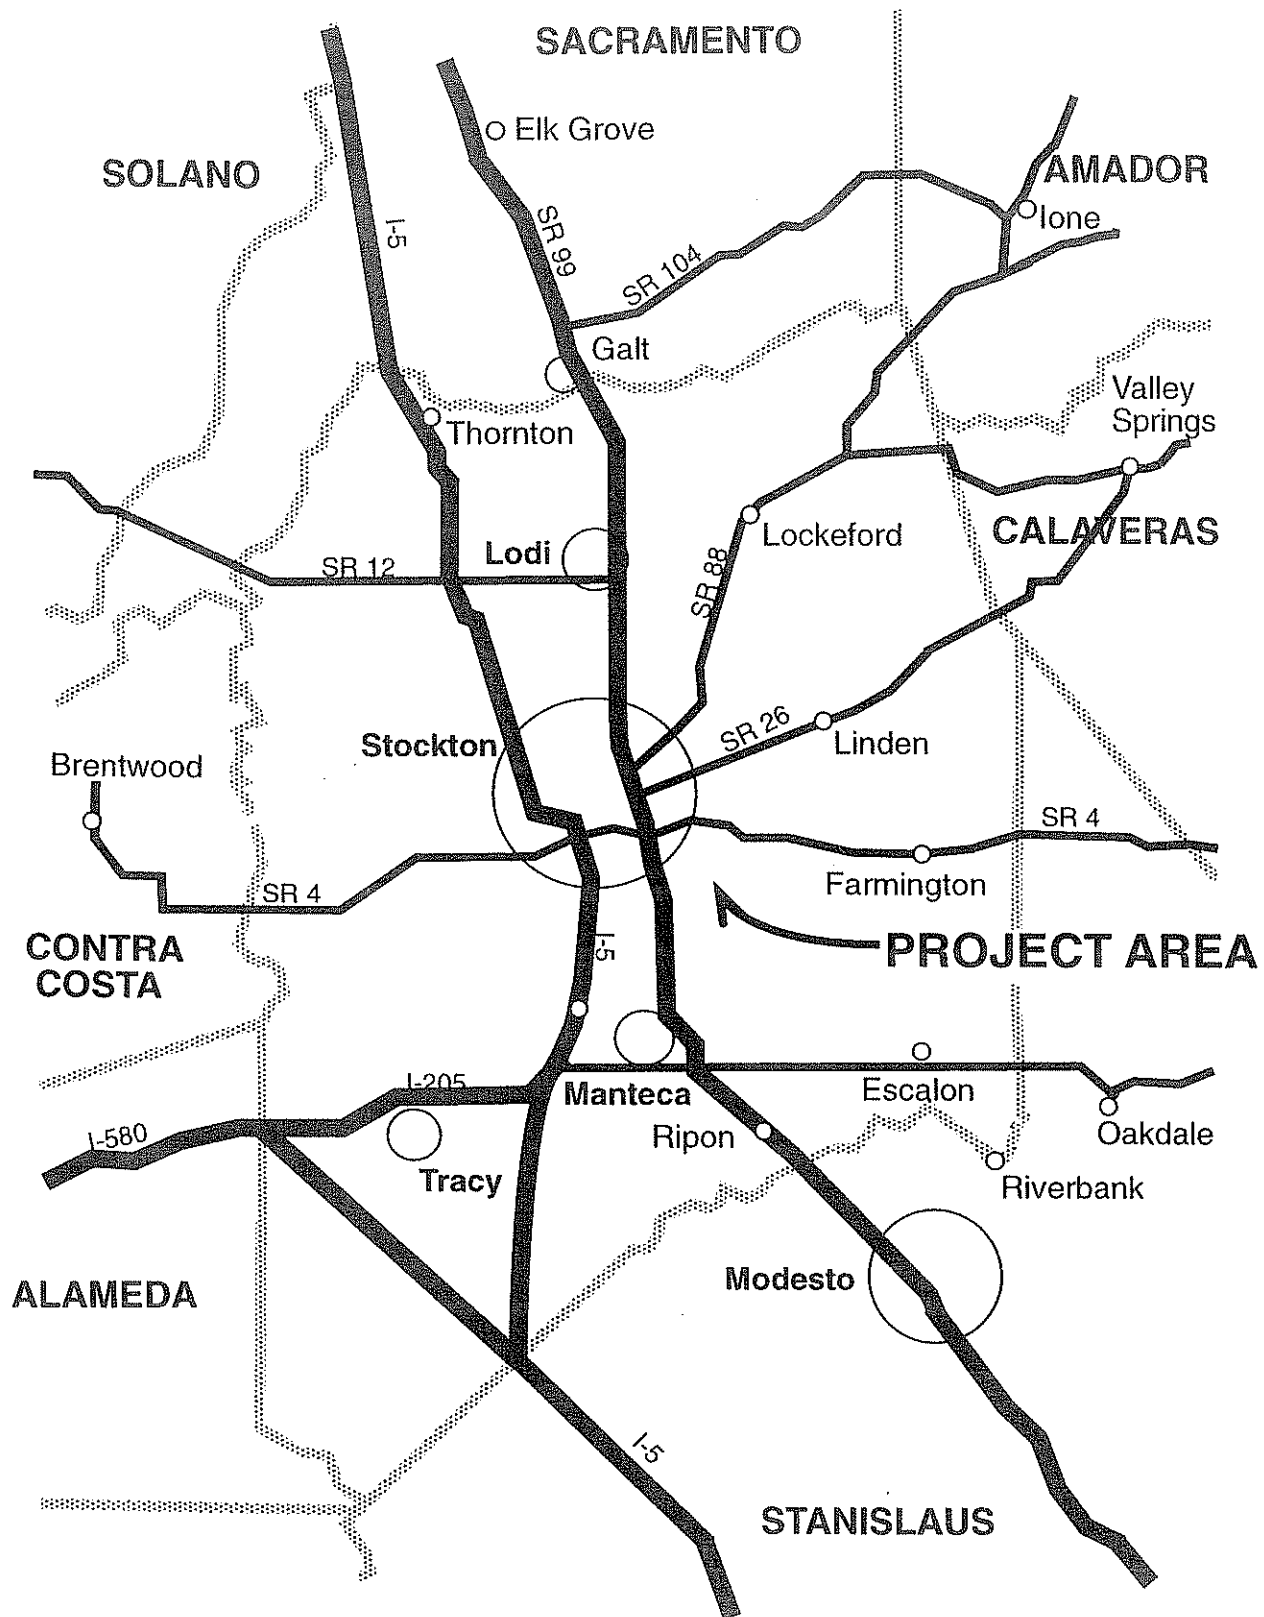 SACRAMENTO
Elk Grove
SOLANO
AMADOR
Ione
I-5
SR 99
SR 104
Galt
Valley
Springs
Thornton
Lockeford
CALAVERAS
Lodi
SR 12
SR 88
Stockton
SR 26
Linden
Brentwood
SR 4
Farmington
SR 4
CONTRA
COSTA
I-5
PROJECT AREA
I-205
Manteca
Escalon
I-580
Ripon
Oakdale
Tracy
Riverbank
ALAMEDA
Modesto
I-5
STANISLAUS